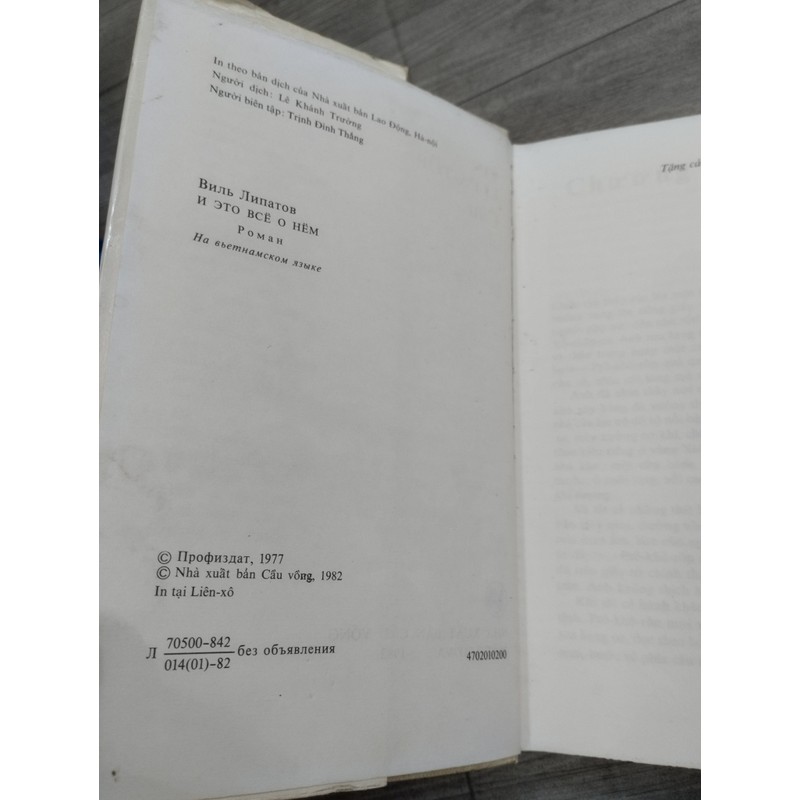 In theo bản dịch của Nhà xuất bản Lao Động, Hà-nội
Người dịch: Lê Khánh Trường
Người biên tập: Trịnh Đình Thắng
Виль Липатов
И ЭТО ВСЁ О НЁМ
Роман
На вьетнамском языке
© Профиздат, 1977
© Nhà xuất bản Cầu vồng, 1982
In tại Liên-xô
Л 70500-842 без объявления
014(01)-82
4702010200
Tặng